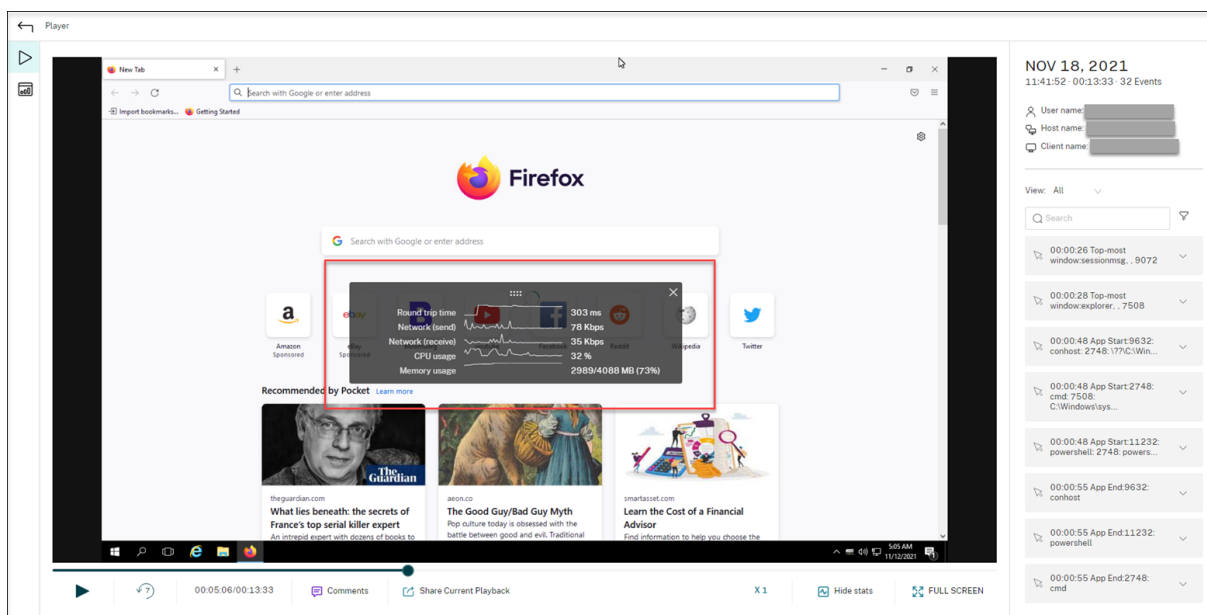 Player
New Tab
Search with Google or enter address
Import bookmarks...
Getting Started
Firefox
Search with Google or enter address
Round trip time 303 ms
Network (send) 78 Kbps
Network (receive) 35 Kbps
CPU usage 32 %
Memory usage 2989/4088 MB (73%)
Amazon
Sponsored
ebay
Reddit
Wikipedia
Twitter
Recommended by Pocket Learn more
The
Guardian
theguardian.com
What lies beneath: the secrets of
France's top serial killer expert
An intrepid expert with dozens of books to
aeon.co
The Good Guy/Bad Guy Myth
Pop culture today is obsessed with the
battle between good and evil. Traditional
smartasset.com
Learn the Cost of a Financial
Advisor
Find information to help you choose the
5:05 AM
11/12/2021
7
00:05:06/00:13:33
Comments
Share Current Playback
X 1
Hide stats
FULL SCREEN
NOV 18, 2021
11:41:52 · 00:13:33 · 32 Events
User name:
Host name:
Client name:
View: All
Search
00:00:26 Top-most
window:sessionmsg, , 9072
00:00:28 Top-most
window:explorer, , 7508
00:00:48 App Start:9632:
conhost: 2748: \??\C:\Win...
00:00:48 App Start:2748:
cmd: 7508:
C:\Windows\sys...
00:00:48 App Start:11232:
powershell: 2748: powers...
00:00:55 App End:9632:
conhost
00:00:55 App End:11232:
powershell
00:00:55 App End:2748:
cmd